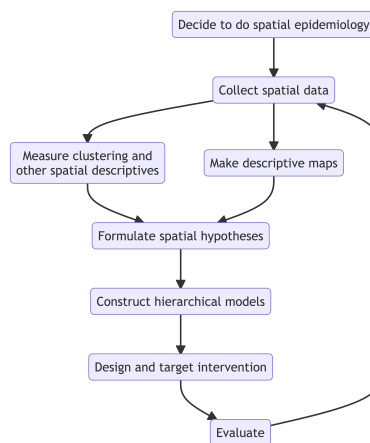 Decide to do spatial epidemiology
Collect spatial data
Measure clustering and
other spatial descriptives
Make descriptive maps
Formulate spatial hypotheses
Construct hierarchical models
Design and target intervention
Evaluate